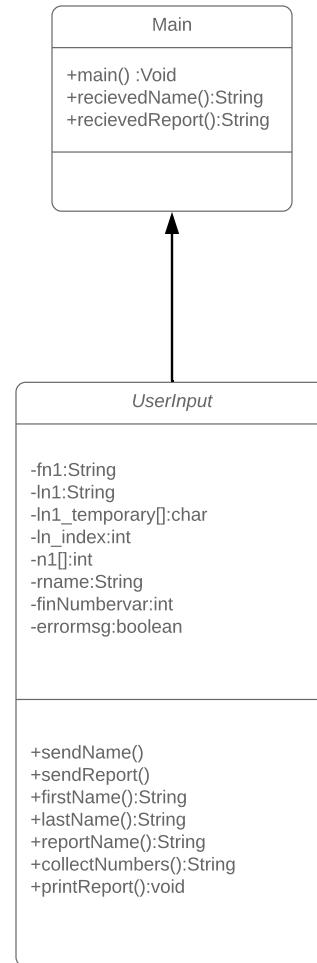 Main
+main() :Void
+recievedName():String
+recievedReport():String
UserInput
-fn1:String
-ln1:String
-ln1_temporary[]:char
-ln_index:int
-n1[]:int
-rname:String
-finNumbervar:int
-errormsg:boolean
+sendName()
+sendReport()
+firstName():String
+lastName():String
+reportName():String
+collectNumbers():String
+printReport():void